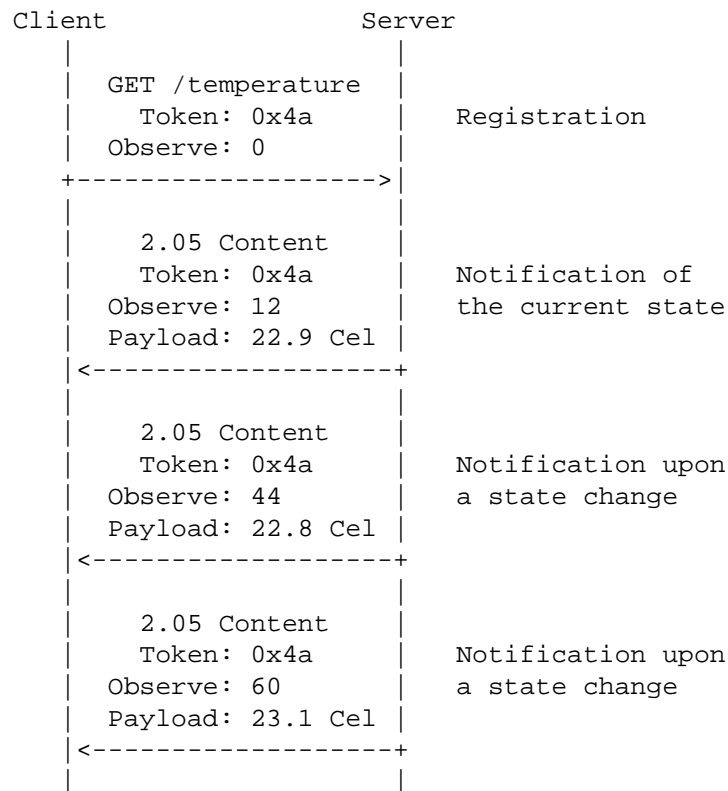 Client Server
GET /temperature
Token: 0x4a Registration
Observe: 0
+------------------->
2.05 Content
Token: 0x4a Notification of
Observe: 12 the current state
Payload: 22.9 Cel
<-------------------+
2.05 Content
Token: 0x4a Notification upon
Observe: 44 a state change
Payload: 22.8 Cel
<-------------------+
2.05 Content
Token: 0x4a Notification upon
Observe: 60 a state change
Payload: 23.1 Cel
<-------------------+